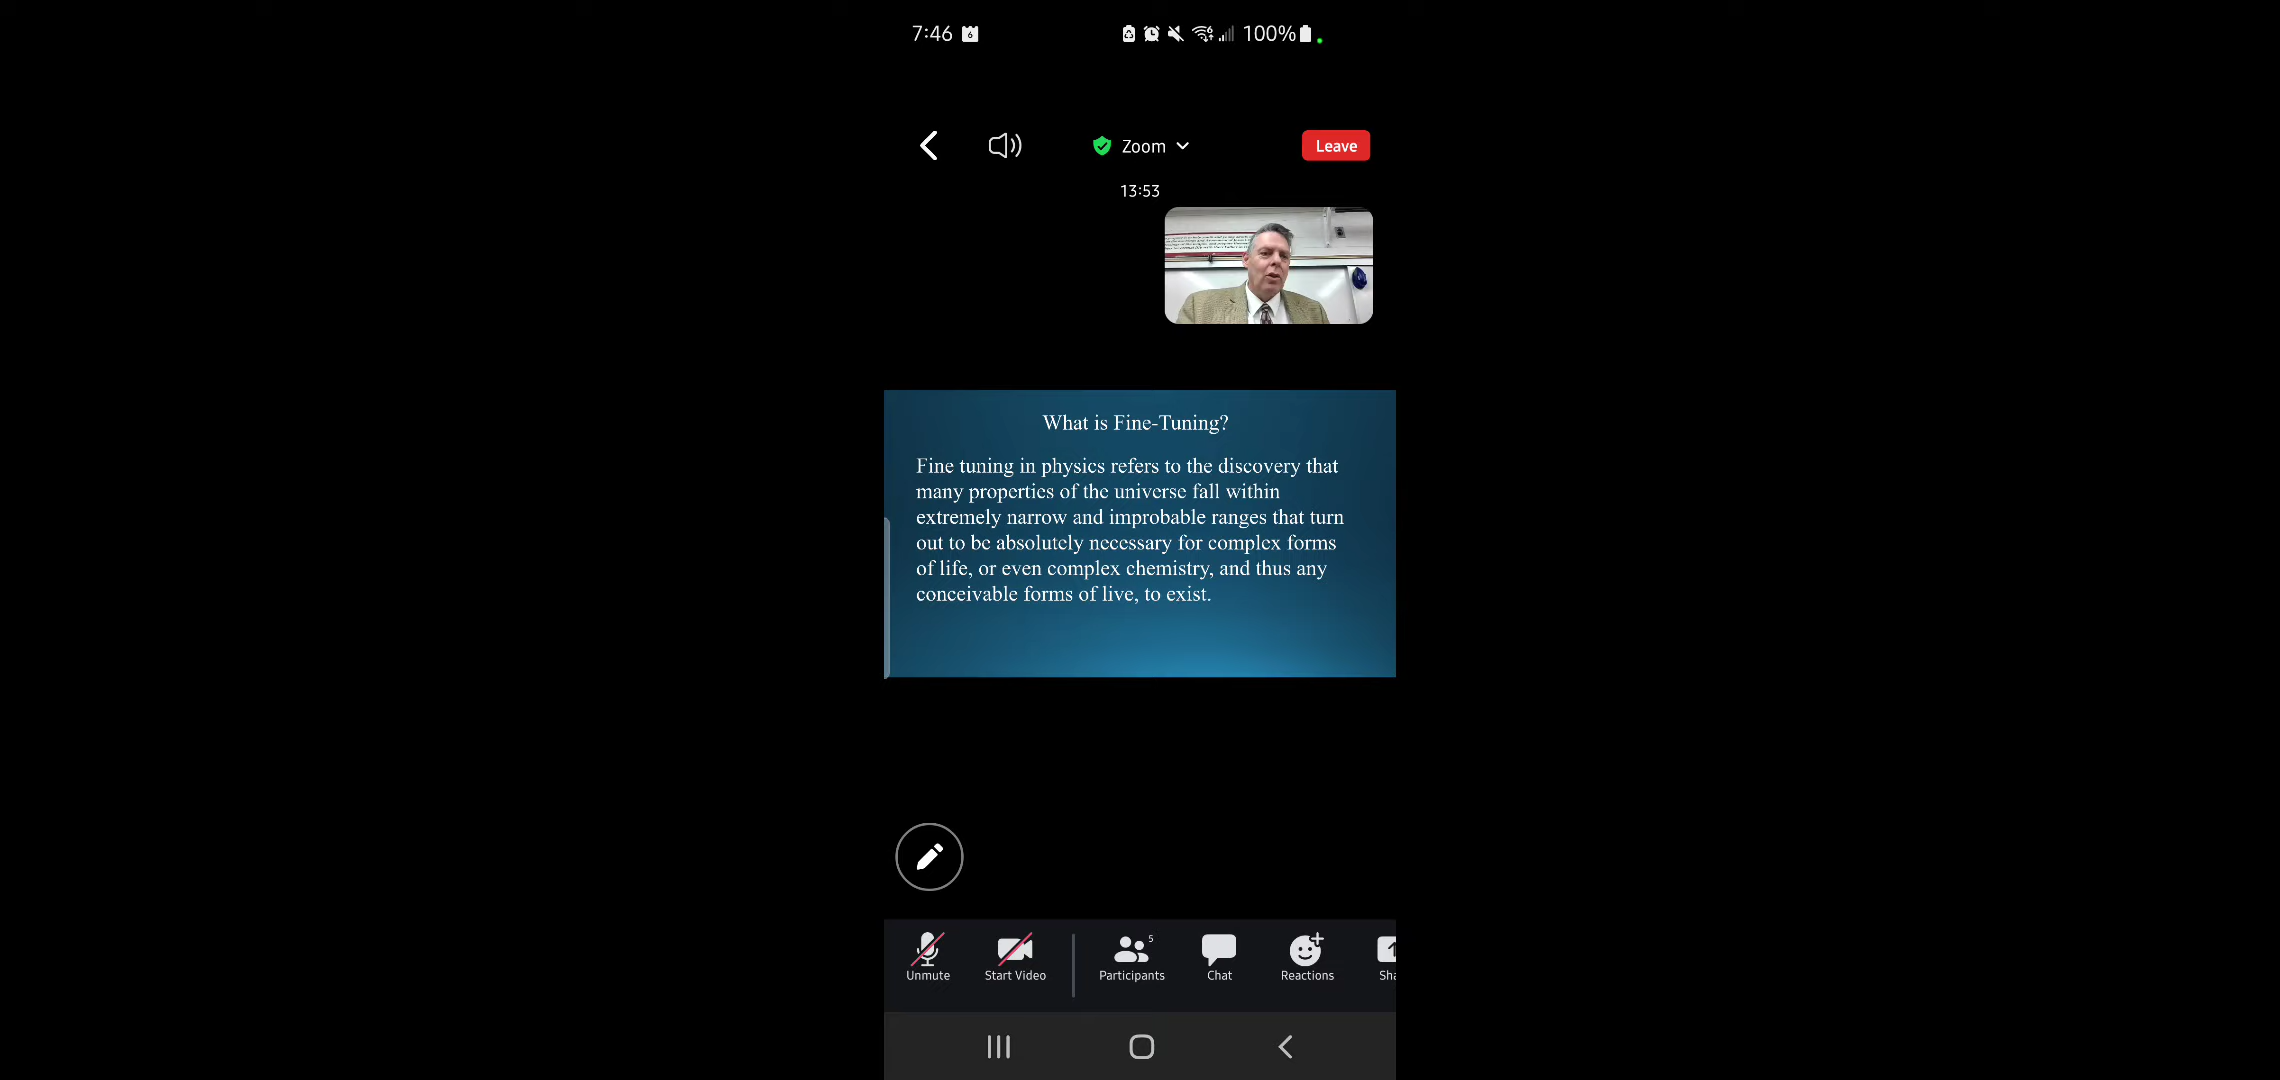 7:46 6 100%
Zoom
Leave
13:53
What is Fine-Tuning?
Fine tuning in physics refers to the discovery that
many properties of the universe fall within
extremely narrow and improbable ranges that turn
out to be absolutely necessary for complex forms
of life, or even complex chemistry, and thus any
conceivable forms of live, to exist.
5
Unmute
Start Video
Participants
Chat
Reactions
Sha